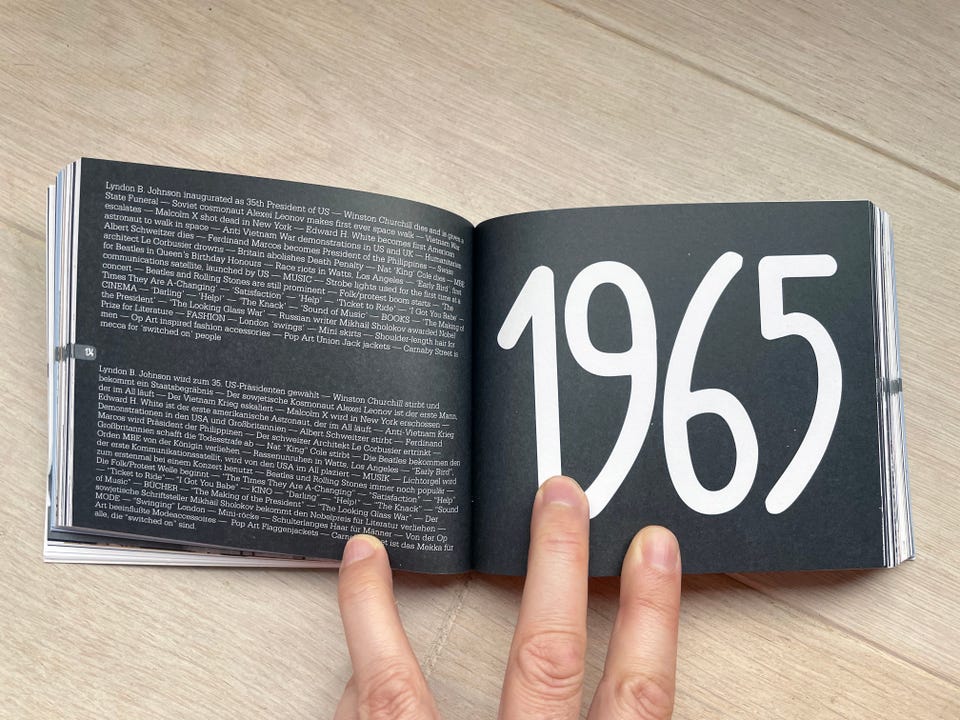 Lyndon B. Johnson inaugurated as 35th President of US — Winston Churchill dies and is given a
State Funeral — Soviet cosmonaut Alexei Leonov makes first ever space walk — Vietnam War
escalates — Malcolm X shot dead in New York — Edward H. White becomes first American
astronaut to walk in space — Anti Vietnam War demonstrations in US and UK — Humanitarian
Albert Schweitzer dies — Ferdinand Marcos becomes President of the Philippines — Swiss
architect Le Corbusier drowns — Britain abolishes Death Penalty — Nat 'King' Cole dies — MBE
for Beatles in Queen's Birthday Honours — Race riots in Watts, Los Angeles — 'Early Bird', first
communications satellite, launched by US — MUSIC — Strobe lights used for the first time at a
concert — Beatles and Rolling Stones are still prominent — Folk/protest boom starts — 'The
Times They Are A-Changing' — 'Satisfaction' — 'Help' — 'Ticket to Ride' — 'I Got You Babe' —
CINEMA — 'Darling' — 'Help!' — 'The Knack' — 'Sound of Music' — BOOKS — 'The Making of
the President' — 'The Looking Glass War' — Russian writer Mikhail Sholokov awarded Nobel
Prize for Literature — FASHION — London 'swings' — Mini skirts — Shoulder-length hair for
men — Op Art inspired fashion accessories — Pop Art Union Jack jackets — Carnaby Street is
mecca for 'switched on' people
Lyndon B. Johnson wird zum 35. US-Präsidenten gewählt — Winston Churchill stirbt und
bekommt ein Staatsbegräbnis — Der sowjetische Kosmonaut Alexei Leonov ist der erste Mann,
der im All läuft — Der Vietnam Krieg eskaliert — Malcolm X wird in New York erschossen —
Edward H. White ist der erste amerikanische Astronaut, der im All läuft — Anti-Vietnam Krieg
Demonstrationen in den USA und Großbritannien — Albert Schweitzer stirbt — Ferdinand
Marcos wird Präsident der Philippinen — Der schweizer Architekt Le Corbusier ertrinkt —
Großbritannien schafft die Todesstrafe ab — Nat "King" Cole stirbt — Die Beatles bekommen den
Orden MBE von der Königin verliehen — Rassenunruhen in Watts, Los Angeles — "Early Bird",
der erste Kommunikationssatellit, wird von den USA im All plaziert — MUSIK — Lichtorgel wird
zum erstenmal bei einem Konzert benutzt — Beatles und Rolling Stones immer noch populär —
Die Folk/Protest Welle beginnt — "The Times They Are A-Changing" — "Satisfaction" — "Help"
— "Ticket to Ride" — "I Got You Babe" — KINO — "Darling" — "Help!" — "The Knack" — "Sound
of Music" — BÜCHER — "The Making of the President" — "The Looking Glass War" — Der
sowjetische Schriftsteller Mikhail Sholokov bekommt den Nobelpreis für Literatur verliehen —
MODE — "Swinging" London — Mini-röcke — Schulterlanges Haar für Männer — Von der Op
Art beeinflußte Modeaccessoires — Pop Art Flaggenjackets — ist das Mekka für
alle, die "switched on" sind.
1965